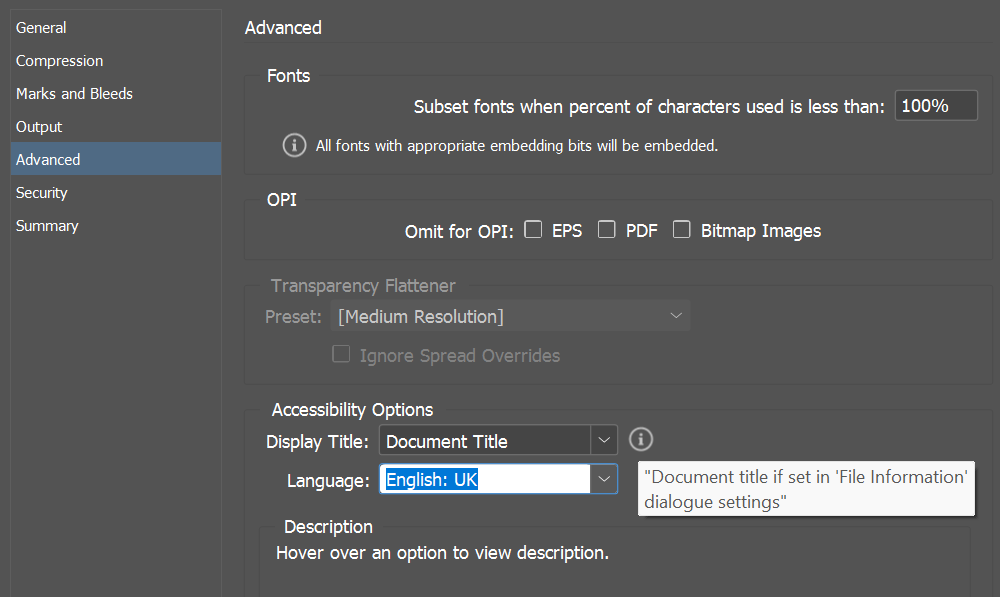 General
Compression
Marks and Bleeds
Output
Advanced
Security
Summary
Advanced
Fonts
Subset fonts when percent of characters used is less than: 100%
All fonts with appropriate embedding bits will be embedded.
OPI
Omit for OPI: EPS PDF Bitmap Images
Transparency Flattener
Preset: [Medium Resolution]
Ignore Spread Overrides
Accessibility Options
Display Title: Document Title
Language: English: UK
"Document title if set in 'File Information'
dialogue settings"
Description
Hover over an option to view description.